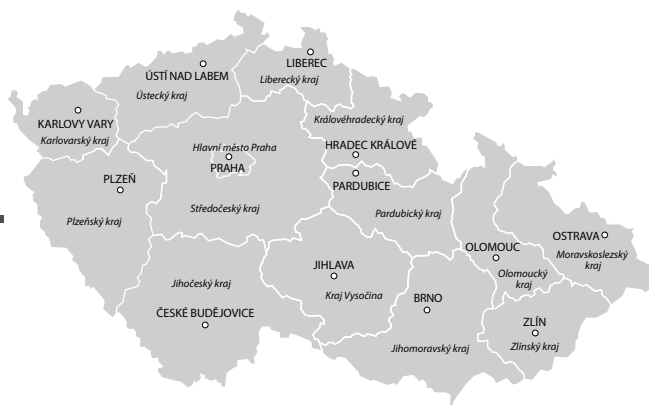 LIBEREC
Liberecký kraj
ÚSTÍ NAD LABEM
Ústecký kraj
KARLOVY VARY
Karlovarský kraj
Královéhradecký kraj
HRADEC KRÁLOVÉ
Hlavní město Praha
PRAHA
PLZEŇ
PARDUBICE
Plzeňský kraj
Středočeský kraj
Pardubický kraj
OSTRAVA
Moravskoslezský
kraj
OLOMOUC
Olomoucký
kraj
JIHLAVA
Kraj Vysočina
Jihočeský kraj
ČESKÉ BUDĚJOVICE
BRNO
Jihomoravský kraj
ZLÍN
Zlínský kraj